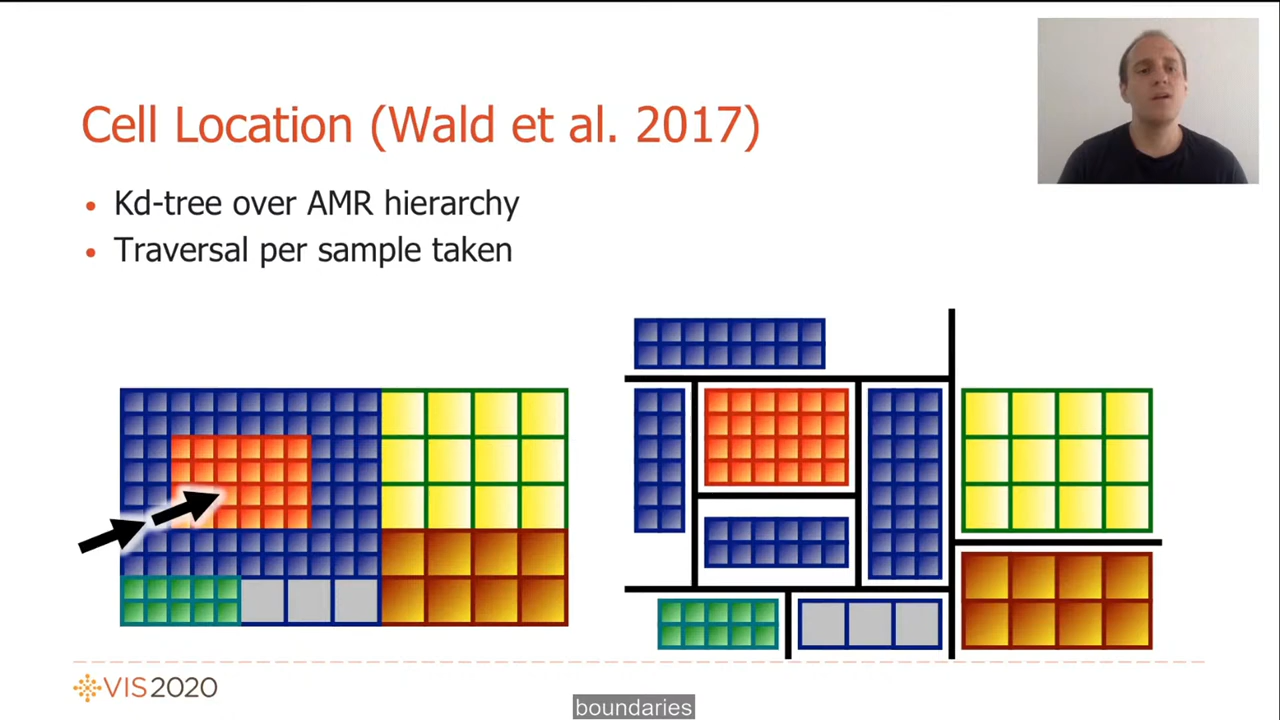 Cell Location (Wald et al. 2017)
• Kd-tree over AMR hierarchy
• Traversal per sample taken
VIS2020
boundaries